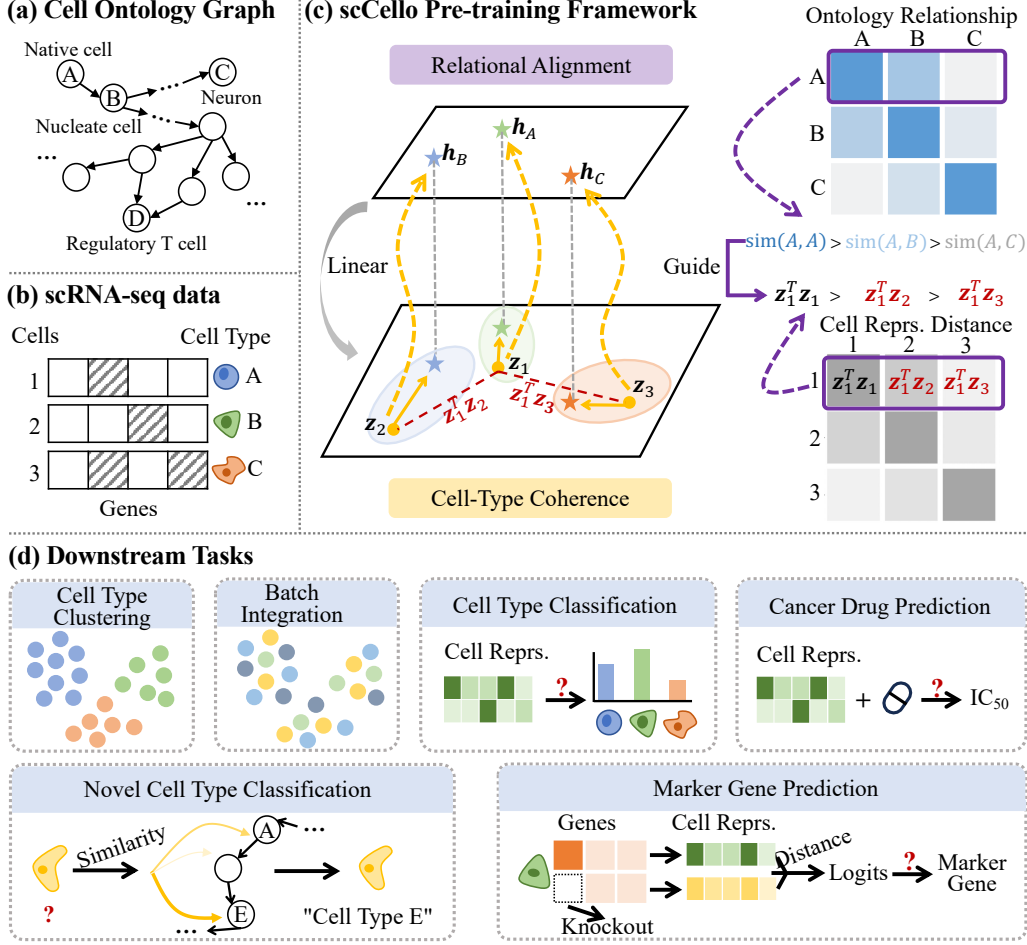 (a) Cell Ontology Graph
Native cell
A
B
C
Neuron
Nucleate cell
...
...
D
Regulatory T cell
(b) scRNA-seq data
Cells
Cell Type
1
A
2
B
3
C
Genes
(c) scCello Pre-training Framework
Relational Alignment
h_A
h_B
h_C
Linear
z_1
z_2
z_3
z_1^T z_2
z_1^T z_3
Cell-Type Coherence
Ontology Relationship
A B C
A
B
C
sim(A, A) > sim(A, B) > sim(A, C)
Guide
z_1^T z_1 > z_1^T z_2 > z_1^T z_3
Cell Reprs. Distance
1 2 3
1 z_1^T z_1 z_1^T z_2 z_1^T z_3
2
3
(d) Downstream Tasks
Cell Type
Clustering
Batch
Integration
Cell Type Classification
Cell Reprs.
?
Cancer Drug Prediction
Cell Reprs.
+
?
IC50
Novel Cell Type Classification
Similarity
?
A
...
E
...
"Cell Type E"
Marker Gene Prediction
Genes
Cell Reprs.
Knockout
Distance
Logits
?
Marker
Gene